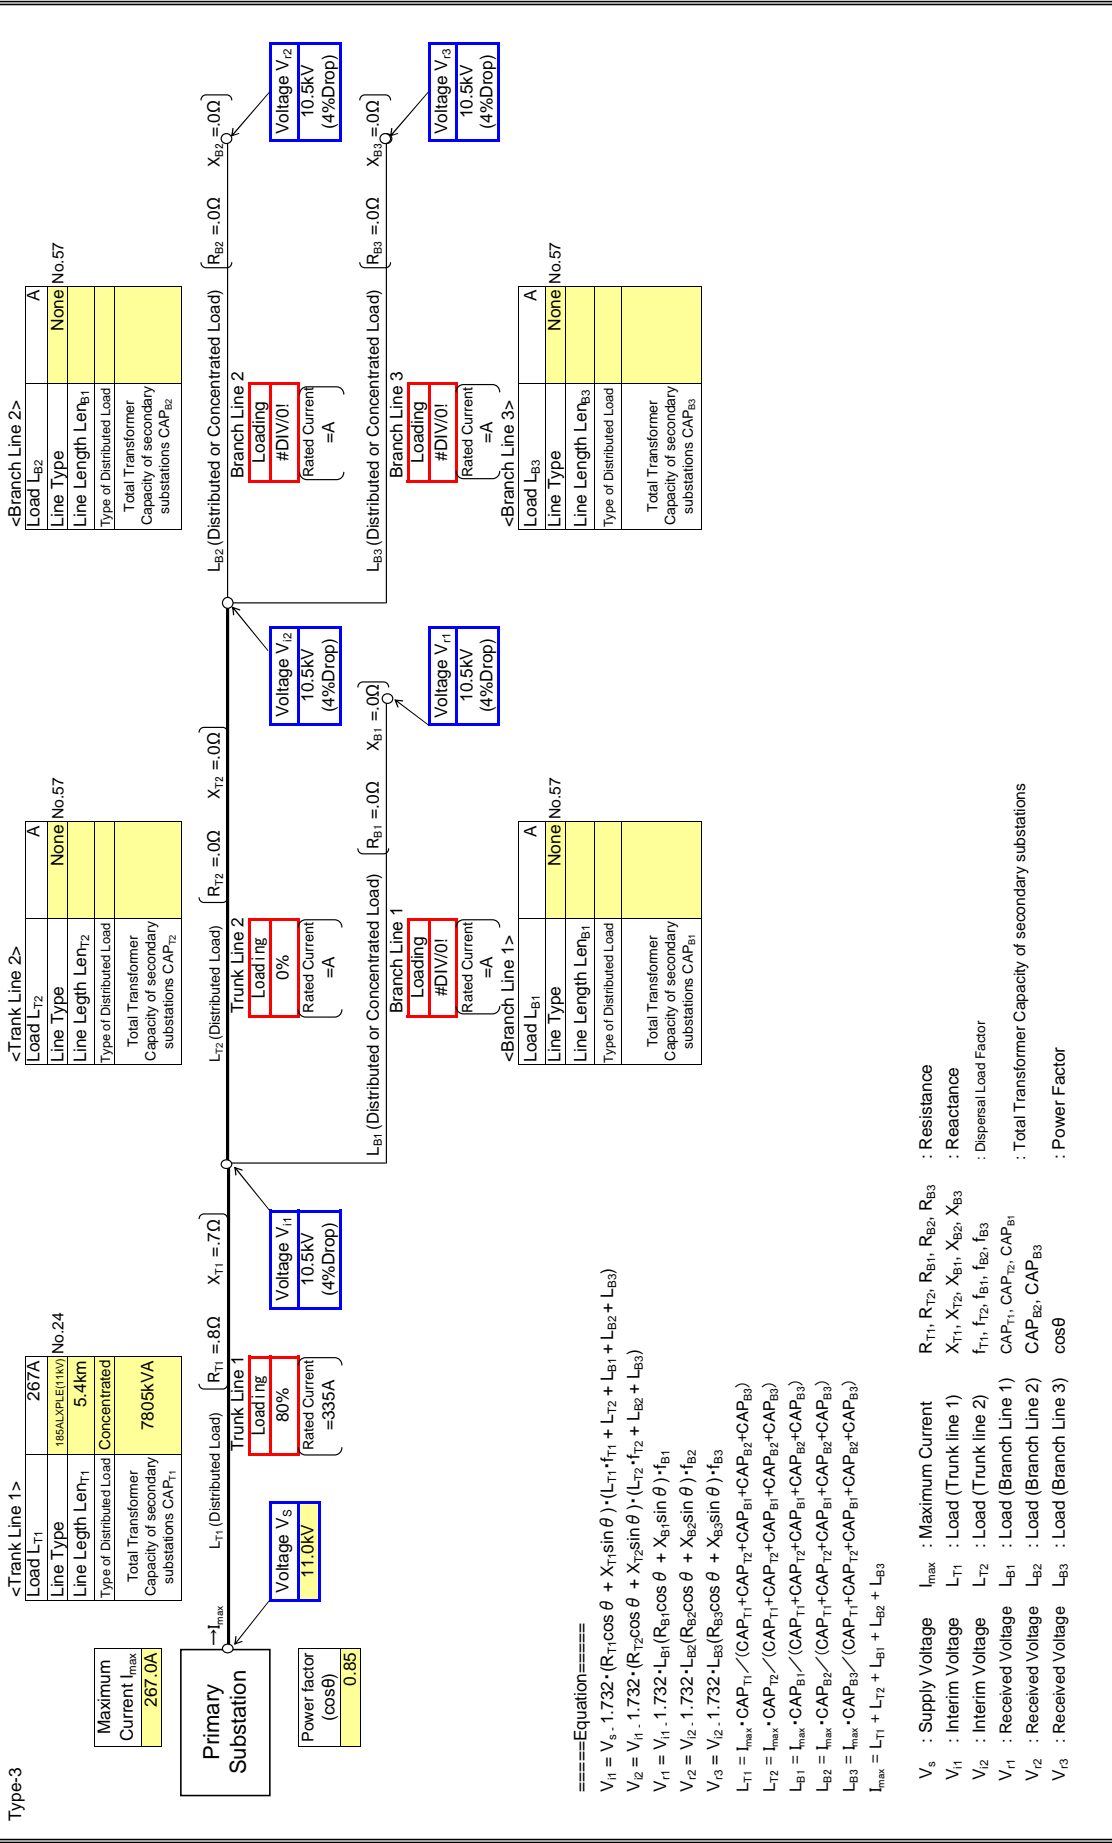 Type-3
Maximum
Current Imax
267.0A
Primary
Substation
Power factor
(cosθ)
0.85
→Imax
Voltage VS
11.0kV
<Trank Line 1>
Load LT1 267A
Line Type 185ALXPLE(11kV) No.24
Line Legth LenT1 5.4km
Type of Distributed Load Concentrated
Total Transformer
Capacity of secondary
substations CAPT1
7805kVA
LT1 (Distributed Load) RT1 =.8Ω XT1 =.7Ω
Trunk Line 1
Loading
80%
Rated Current
=335A
Voltage Vi1
10.5kV
(4%Drop)
<Trank Line 2>
Load LT2 A
Line Type None No.57
Line Length LenT2
Type of Distributed Load
Total Transformer
Capacity of secondary
substations CAPT2
LT2 (Distributed Load) RT2 =.0Ω XT2 =.0Ω
Trunk Line 2
Loading
0%
Rated Current
=A
Voltage Vi2
10.5kV
(4%Drop)
LB1 (Distributed or Concentrated Load) RB1 =.0Ω XB1 =.0Ω
Branch Line 1
Loading
#DIV/0!
Rated Current
=A
Voltage Vr1
10.5kV
(4%Drop)
<Branch Line 1>
Load LB1 A
Line Type None No.57
Line Length LenB1
Type of Distributed Load
Total Transformer
Capacity of secondary
substations CAPB1
<Branch Line 2>
Load LB2 A
Line Type None No.57
Line Length LenB1
Type of Distributed Load
Total Transformer
Capacity of secondary
substations CAPB2
LB2 (Distributed or Concentrated Load) RB2 =.0Ω XB2 =.0Ω
Branch Line 2
Loading
#DIV/0!
Rated Current
=A
Voltage Vr2
10.5kV
(4%Drop)
LB3 (Distributed or Concentrated Load) RB3 =.0Ω XB3 =.0Ω
Branch Line 3
Loading
#DIV/0!
Rated Current
=A
Voltage Vr3
10.5kV
(4%Drop)
<Branch Line 3>
Load LB3 A
Line Type None No.57
Line Length LenB3
Type of Distributed Load
Total Transformer
Capacity of secondary
substations CAPB3
=====Equation=====
Vi1 = Vs - 1.732・(RT1cos θ + XT1sin θ)・(LT1・fT1 + LT2 + LB1 + LB2 + LB3)
Vi2 = Vi1 - 1.732・(RT2cos θ + XT2sin θ)・(LT2・fT2 + LB2 + LB3)
Vr1 = Vi1 - 1.732・LB1(RB1cos θ + XB1sin θ)・fB1
Vr2 = Vi2 - 1.732・LB2(RB2cos θ + XB2sin θ)・fB2
Vr3 = Vi2 - 1.732・LB3(RB3cos θ + XB3sin θ)・fB3
LT1 = Imax・CAPT1／(CAPT1+CAPT2+CAPB1+CAPB2+CAPB3)
LT2 = Imax・CAPT2／(CAPT1+CAPT2+CAPB1+CAPB2+CAPB3)
LB1 = Imax・CAPB1／(CAPT1+CAPT2+CAPB1+CAPB2+CAPB3)
LB2 = Imax・CAPB2／(CAPT1+CAPT2+CAPB1+CAPB2+CAPB3)
LB3 = Imax・CAPB3／(CAPT1+CAPT2+CAPB1+CAPB2+CAPB3)
Imax = LT1 + LT2 + LB1 + LB2 + LB3
Vs : Supply Voltage Imax : Maximum Current RT1, RT2, RB1, RB2, RB3 : Resistance
Vi1 : Interim Voltage LT1 : Load (Trunk line 1) XT1, XT2, XB1, XB2, XB3 : Reactance
Vi2 : Interim Voltage LT2 : Load (Trunk line 2) fT1, fT2, fB1, fB2, fB3 : Dispersal Load Factor
Vr1 : Received Voltage LB1 : Load (Branch Line 1) CAPT1, CAPT2, CAPB1 : Total Transformer Capacity of secondary substations
Vr2 : Received Voltage LB2 : Load (Branch Line 2) CAPB2, CAPB3
Vr3 : Received Voltage LB3 : Load (Branch Line 3) cosθ : Power Factor